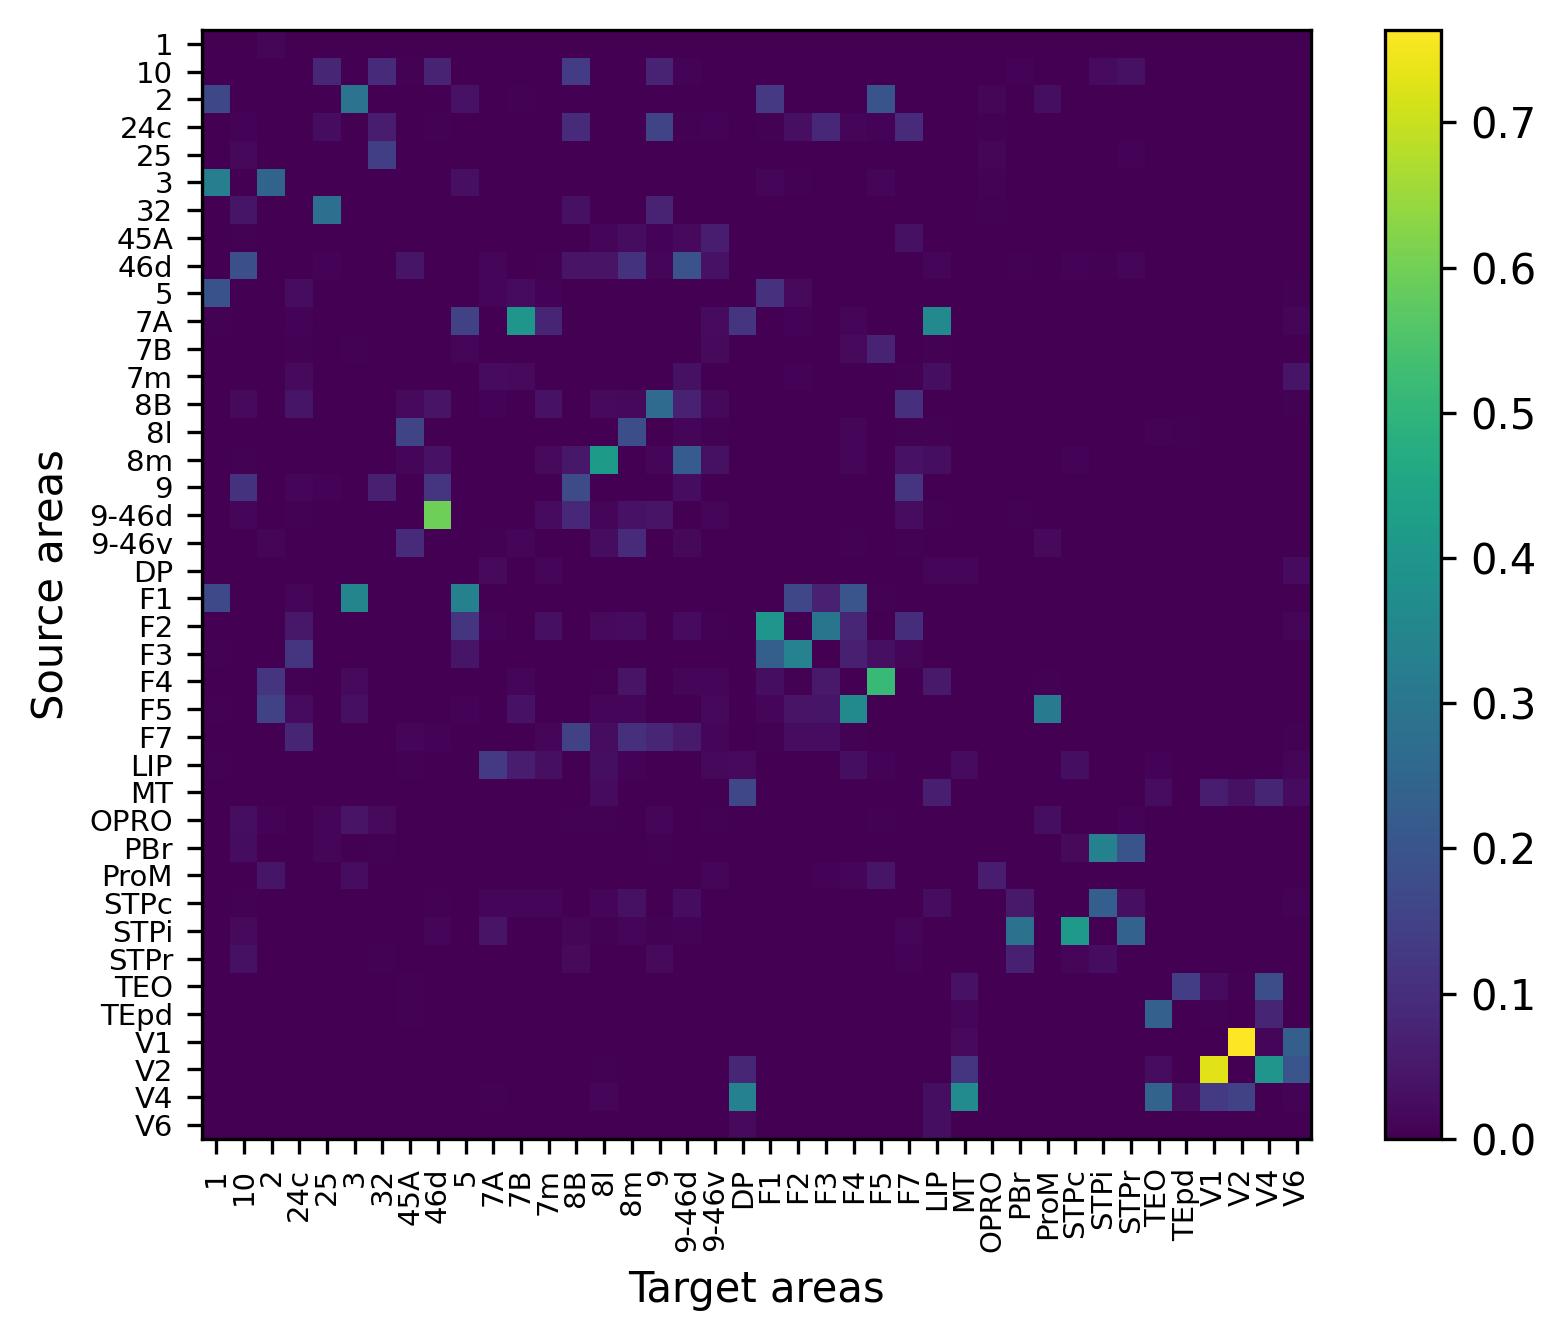 1
10
2
24c
25
3
32
45A
46d
5
7A
7B
7m
8B
8l
8m
9
9-46d
9-46v
DP
F1
F2
F3
F4
F5
F7
LIP
MT
OPRO
PBr
ProM
STPc
STPi
STPr
TEO
TEpd
V1
V2
V4
V6
Source areas
1
10
2
24c
25
3
32
45A
46d
5
7A
7B
7m
8B
8l
8m
9
9-46d
9-46v
DP
F1
F2
F3
F4
F5
F7
LIP
MT
OPRO
PBr
ProM
STPc
STPi
STPr
TEO
TEpd
V1
V2
V4
V6
Target areas
0.7
0.6
0.5
0.4
0.3
0.2
0.1
0.0